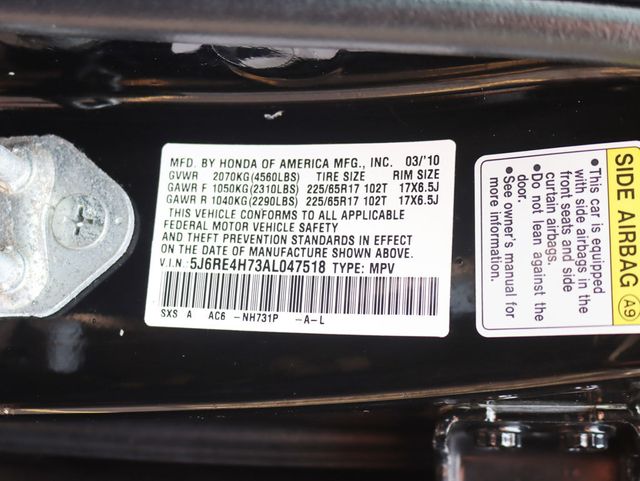 MFD. BY HONDA OF AMERICA MFG., INC. 03/'10
GVWR 2070KG(4560LBS) TIRE SIZE RIM SIZE
GAWR F 1050KG(2310LBS) 225/65R17 102T 17X6.5J
GAWR R 1040KG(2290LBS) 225/65R17 102T 17X6.5J
THIS VEHICLE CONFORMS TO ALL APPLICABLE
FEDERAL MOTOR VEHICLE SAFETY
AND THEFT PREVENTION STANDARDS IN EFFECT
ON THE DATE OF MANUFACTURE SHOWN ABOVE.
V.I.N. 5J6RE4H73AL047518 TYPE: MPV
SXS A AC6 -NH731P -A-L
SIDE AIRBAG A9
•This car is equipped
with side airbags in the
front seats and side
curtain airbags.
•Do not lean against the
door.
•See owner's manual for
more information.